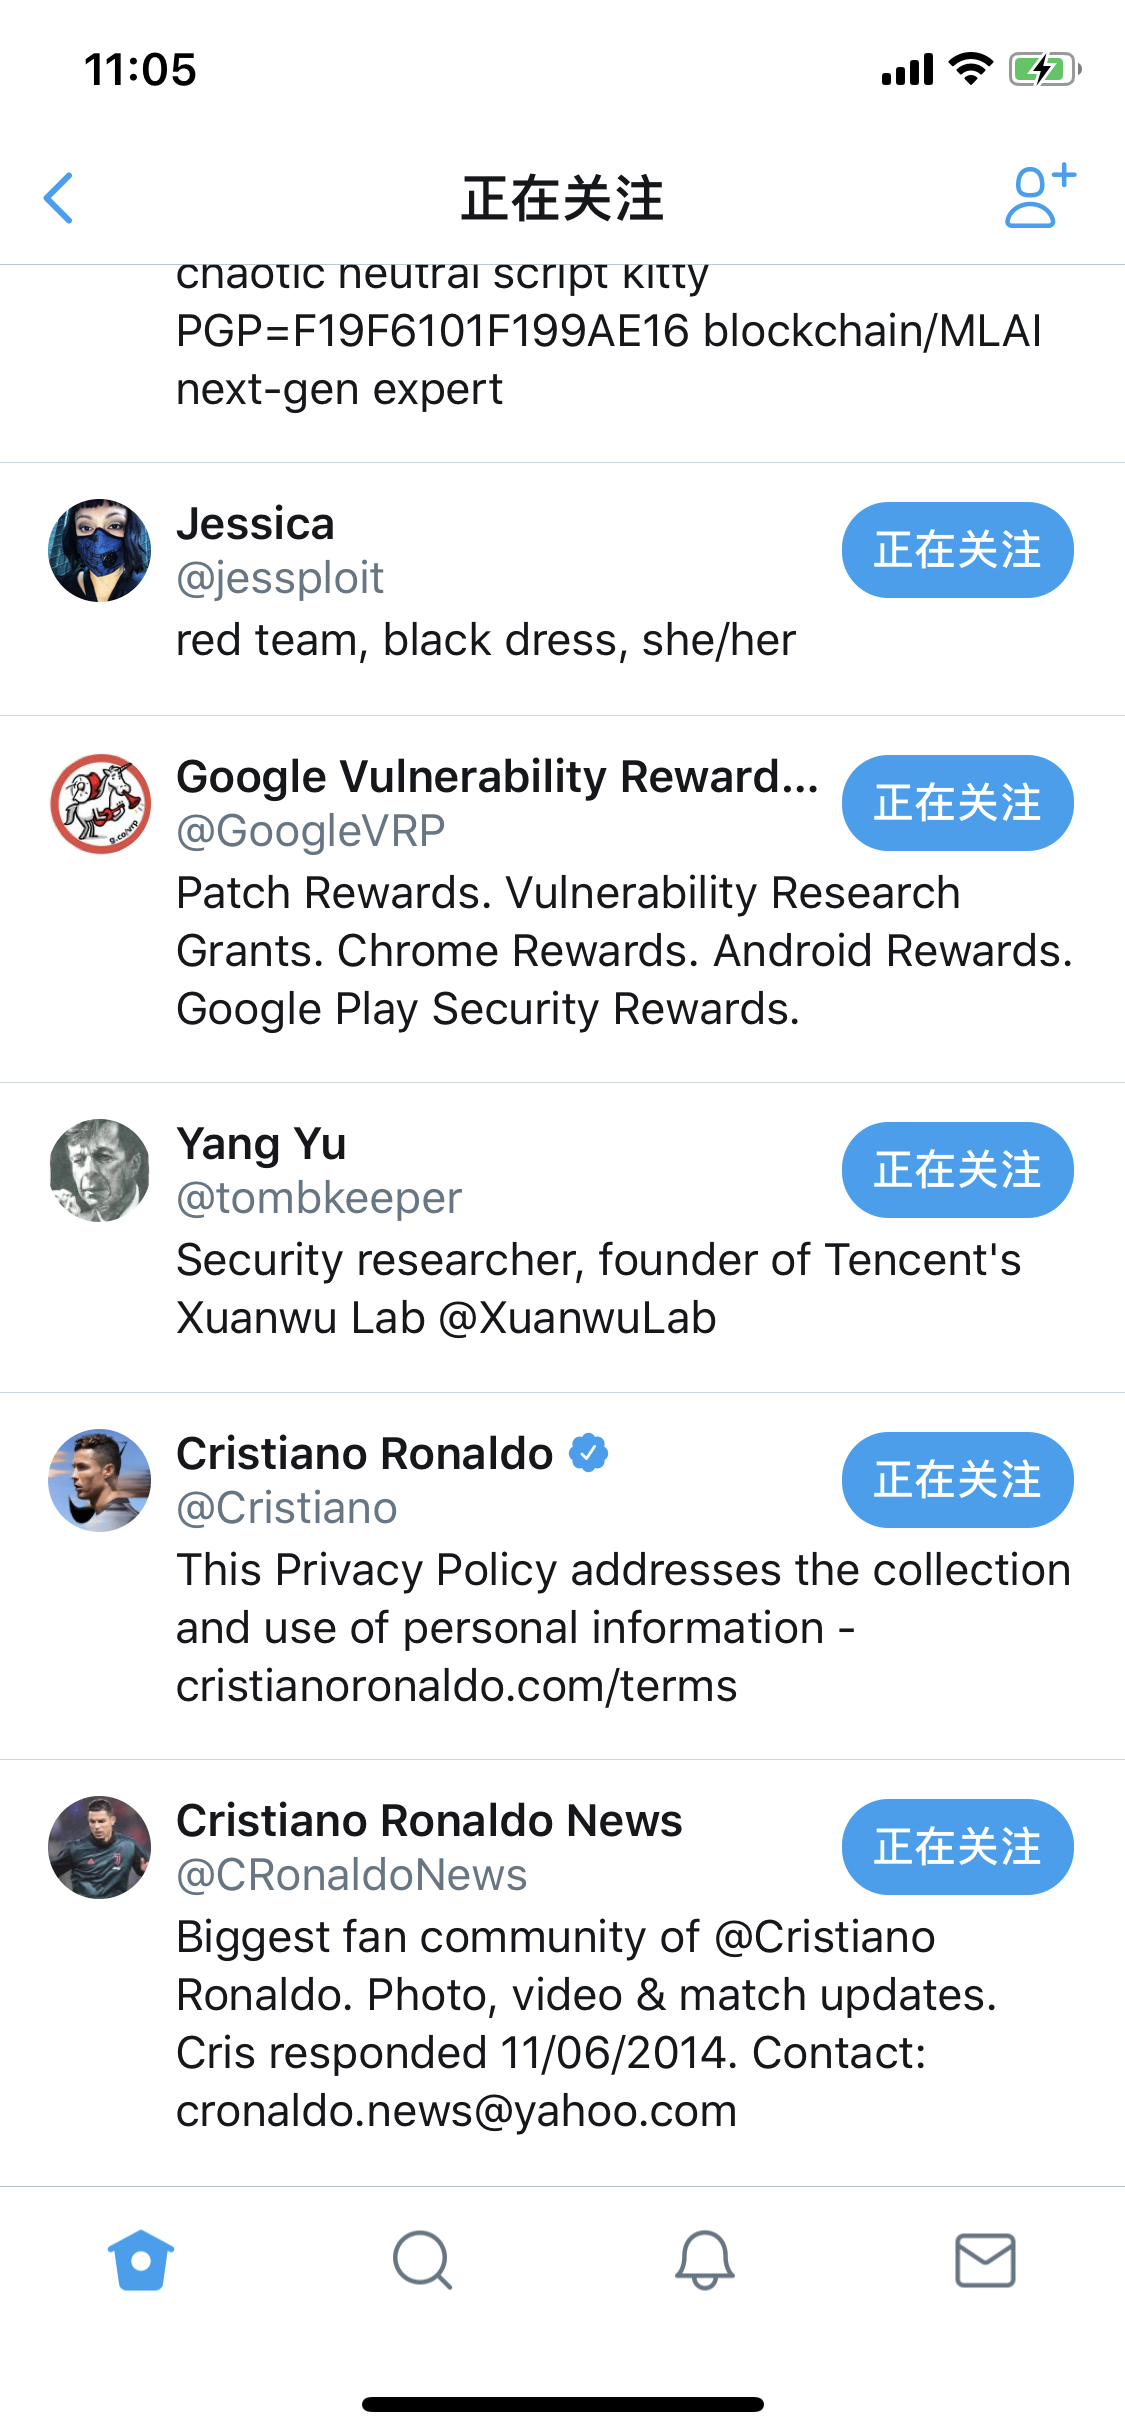 11:05
正在关注
chaotic neutral script kitty
PGP=F19F6101F199AE16 blockchain/MLAI
next-gen expert
Jessica
正在关注
@jessploit
red team, black dress, she/her
Google Vulnerability Reward...
正在关注
@GoogleVRP
g.co/vrp
Patch Rewards. Vulnerability Research
Grants. Chrome Rewards. Android Rewards.
Google Play Security Rewards.
Yang Yu
正在关注
@tombkeeper
Security researcher, founder of Tencent's
Xuanwu Lab @XuanwuLab
Cristiano Ronaldo
正在关注
@Cristiano
This Privacy Policy addresses the collection
and use of personal information -
cristianoronaldo.com/terms
Cristiano Ronaldo News
正在关注
@CRonaldoNews
Biggest fan community of @Cristiano
Ronaldo. Photo, video & match updates.
Cris responded 11/06/2014. Contact:
cronaldo.news@yahoo.com